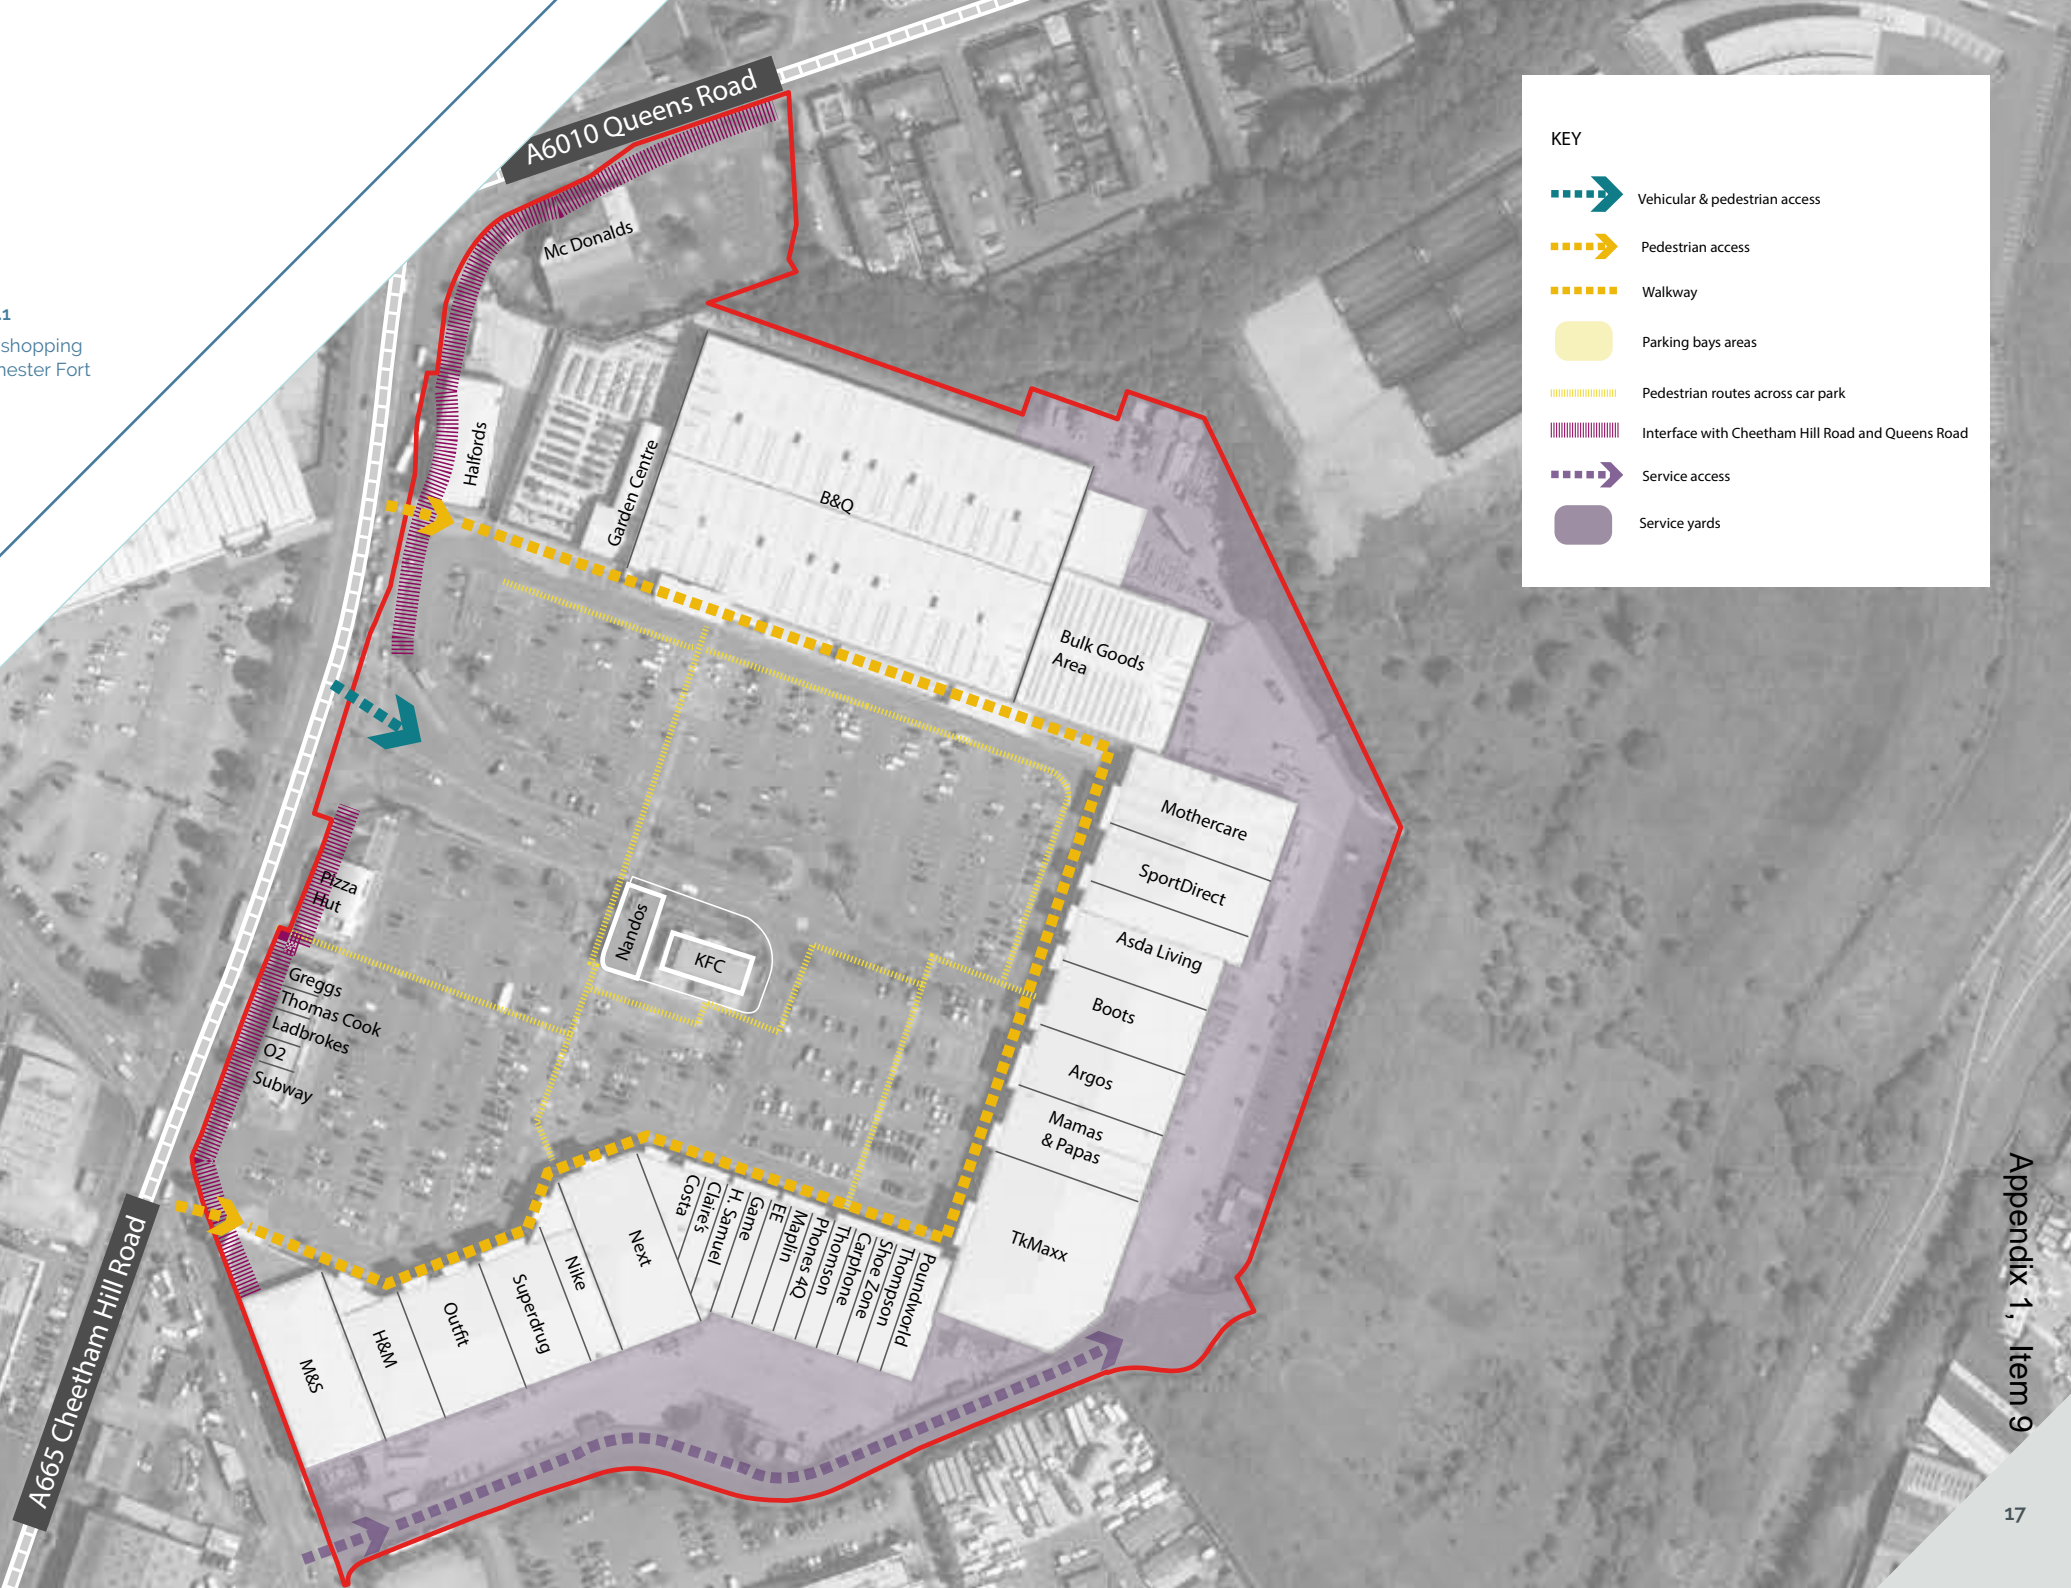 .1
shopping
hester Fort
A6010 Queens Road
Mc Donalds
Halfords
Garden Centre
B&Q
Bulk Goods
Area
Mothercare
SportDirect
Asda Living
Boots
Argos
Mamas
& Papas
TkMaxx
Nandos
KFC
Pizza
Hut
Greggs
Thomas Cook
Ladbrokes
O2
Subway
M&S
H&M
Outfit
Superdrug
Nike
Next
Costa
Claire's
H. Samuel
Game
EE
Maplin
Phones 4Q
Thomson
Carphone
Shoe Zone
Thompson
Poundworld
A665 Cheetham Hill Road
KEY
Vehicular & pedestrian access
Pedestrian access
Walkway
Parking bays areas
Pedestrian routes across car park
Interface with Cheetham Hill Road and Queens Road
Service access
Service yards
Appendix 1, Item 9
17